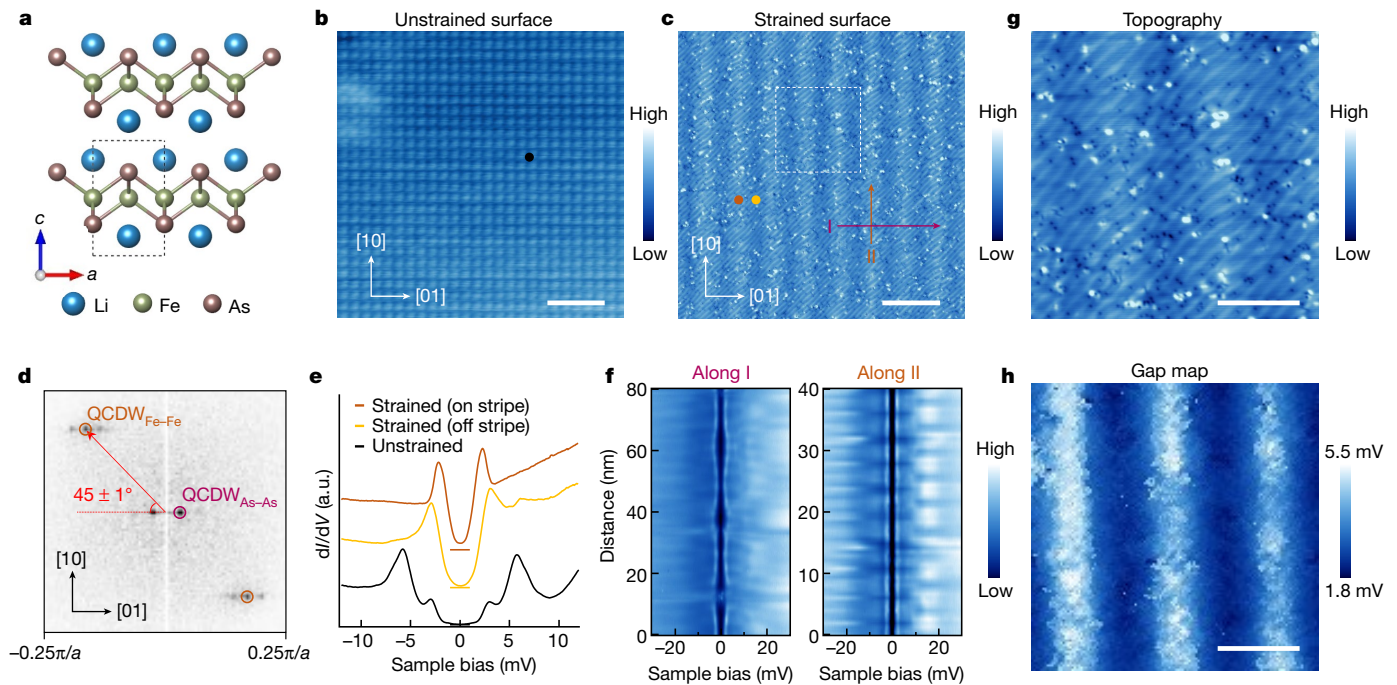 a
c
a
Li Fe As
b
Unstrained surface
[10]
[01]
High
Low
c
Strained surface
I
II
[10]
[01]
High
Low
g
Topography
High
Low
d
QCDW Fe–Fe
45 ± 1°
QCDW As–As
[10]
[01]
−0.25π/a
0.25π/a
e
Strained (on stripe)
Strained (off stripe)
Unstrained
dI/dV (a.u.)
−10 −5 0 5 10
Sample bias (mV)
f
Along I
80
60
40
20
0
Distance (nm)
−20 0 20
Sample bias (mV)
Along II
40
30
20
10
0
−20 0 20
Sample bias (mV)
High
Low
h
Gap map
5.5 mV
1.8 mV